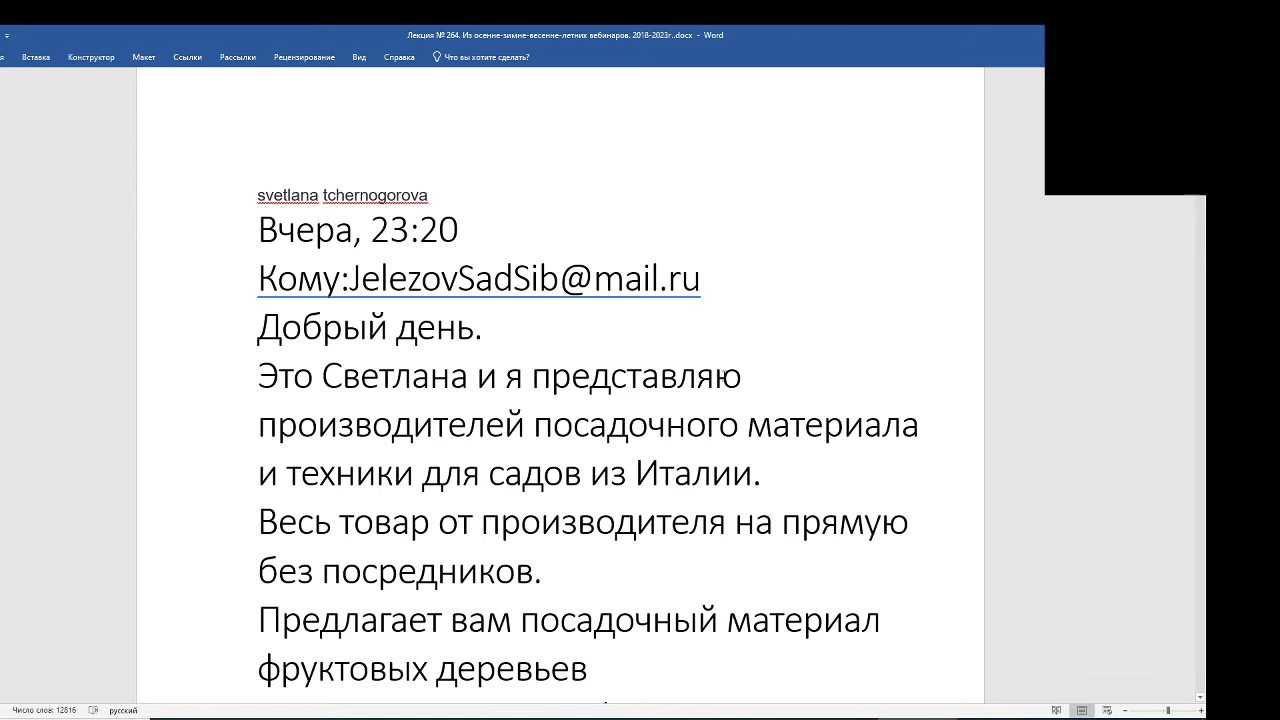 Лекция № 264. Из осенне-зимне-весенне-летних вебинаров. 2018-2023г..docx - Word
Вставка Конструктор Макет Ссылки Рассылки Рецензирование Вид Справка Что вы хотите сделать?
svetlana tchernogorova
Вчера, 23:20
Кому:JelezovSadSib@mail.ru
Добрый день.
Это Светлана и я представляю
производителей посадочного материала
и техники для садов из Италии.
Весь товар от производителя на прямую
без посредников.
Предлагает вам посадочный материал
фруктовых деревьев
Число слов: 12816 русский